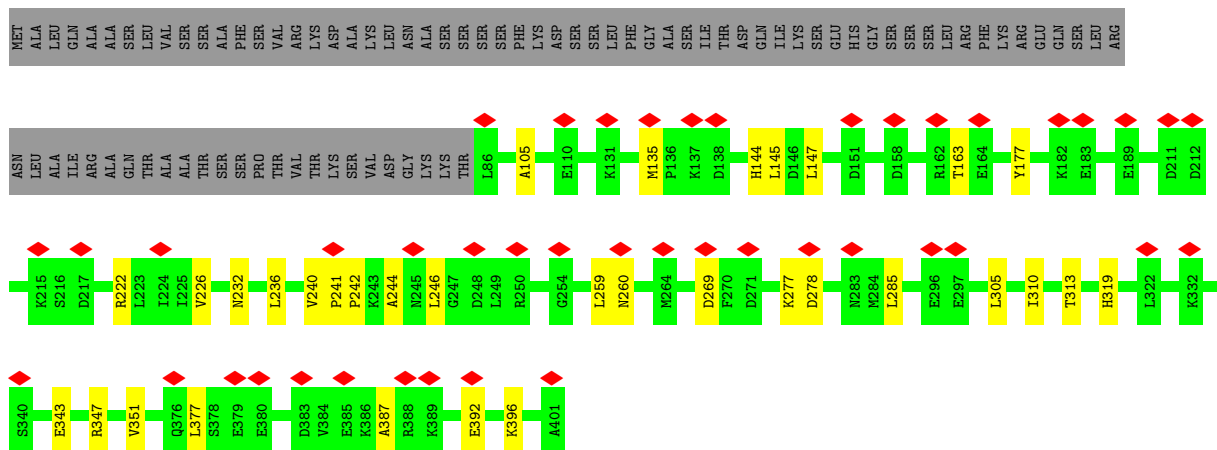 MET ALA LEU GLN ALA ALA SER LEU VAL SER SER ALA PHE SER VAL ARG LYS ASP ALA LYS LEU ASN ALA SER SER SER SER PHE LYS ASP SER SER LEU PHE GLY ALA SER ILE THR ASP GLN ILE LYS SER GLU HIS GLY SER SER SER LEU ARG PHE LYS ARG GLU GLN SER LEU ARG
ASN LEU ALA ILE ARG ALA GLN THR ALA ALA THR SER SER PRO THR VAL THR LYS SER VAL ASP GLY LYS LYS THR L86 A105 E110 K131 M135 P136 K137 D138 H144 L145 D146 L147 D151 D158 R162 T163 E164 Y177 K182 E183 E189 D211 D212
K215 S216 D217 R222 L223 I224 I225 V226 N232 L236 V240 P241 P242 K243 A244 N245 L246 G247 D248 L249 R250 G254 L259 N260 M264 D269 F270 D271 K277 D278 N283 M284 L285 E296 E297 L305 I310 T313 H319 L322 K332
S340 E343 R347 V351 Q376 L377 S378 E379 E380 D383 V384 E385 K386 A387 R388 K389 E392 K396 A401